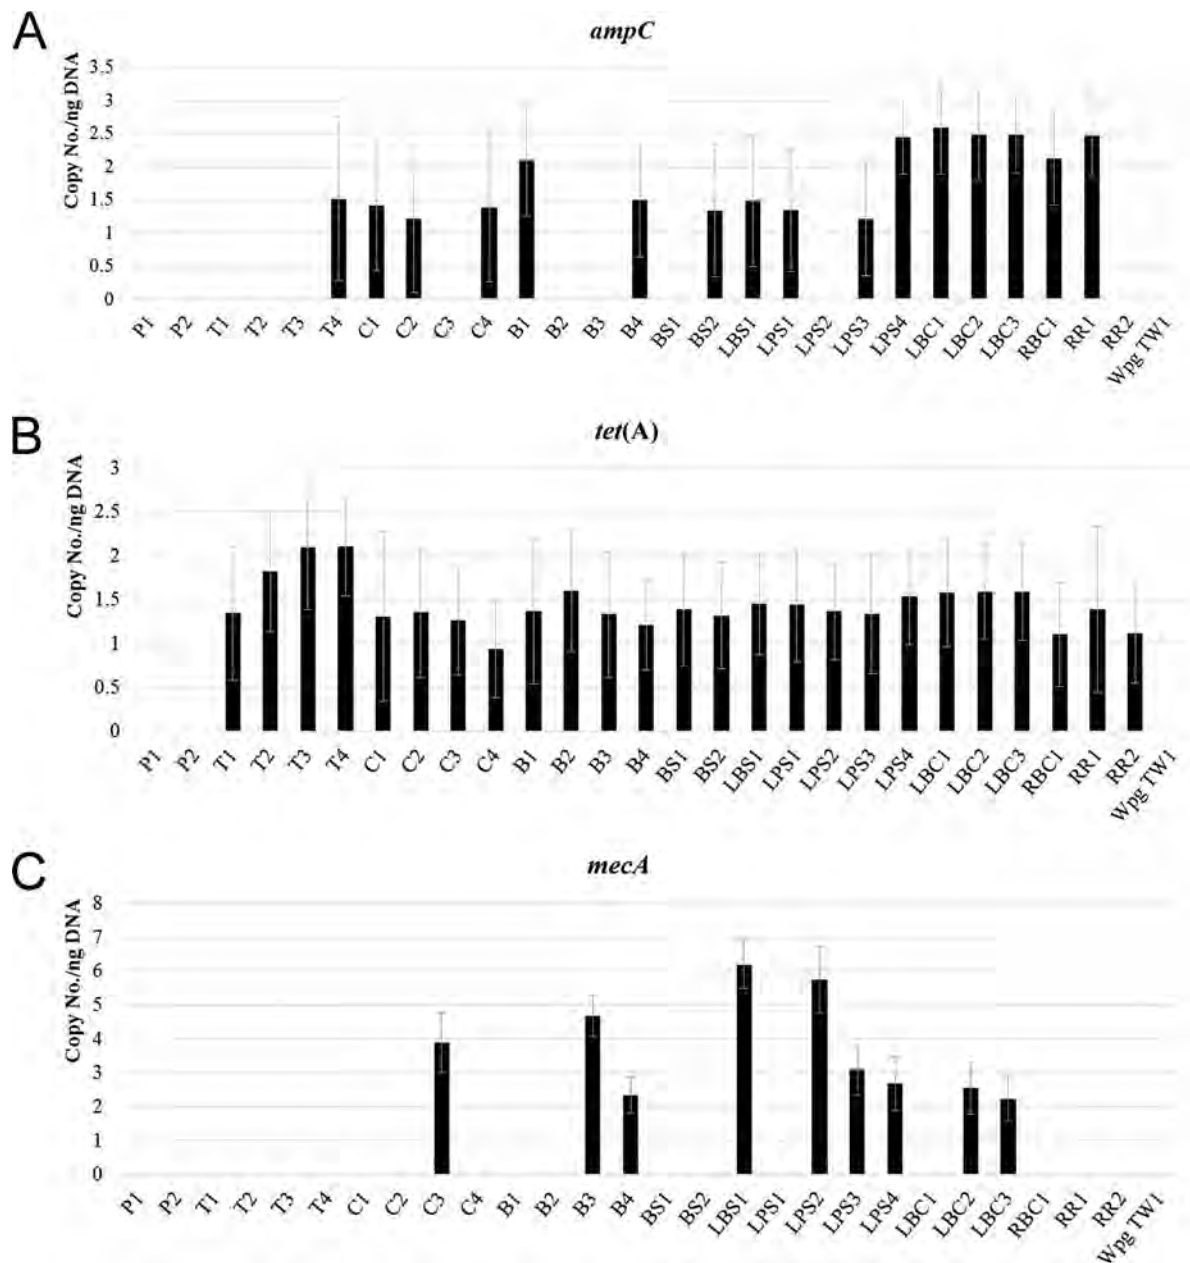 A
ampC
Copy No./ng DNA
3.5
3
2.5
2
1.5
1
0.5
0
P1 P2 T1 T2 T3 T4 C1 C2 C3 C4 B1 B2 B3 B4 BS1 BS2 LBS1 LPS1 LPS2 LPS3 LPS4 LBC1 LBC2 LBC3 RBC1 RR1 RR2 Wpg TW1
B
tet(A)
Copy No./ng DNA
3
2.5
2
1.5
1
0.5
0
P1 P2 T1 T2 T3 T4 C1 C2 C3 C4 B1 B2 B3 B4 BS1 BS2 LBS1 LPS1 LPS2 LPS3 LPS4 LBC1 LBC2 LBC3 RBC1 RR1 RR2 Wpg TW1
C
mecA
Copy No./ng DNA
8
7
6
5
4
3
2
1
0
P1 P2 T1 T2 T3 T4 C1 C2 C3 C4 B1 B2 B3 B4 BS1 BS2 LBS1 LPS1 LPS2 LPS3 LPS4 LBC1 LBC2 LBC3 RBC1 RR1 RR2 Wpg TW1